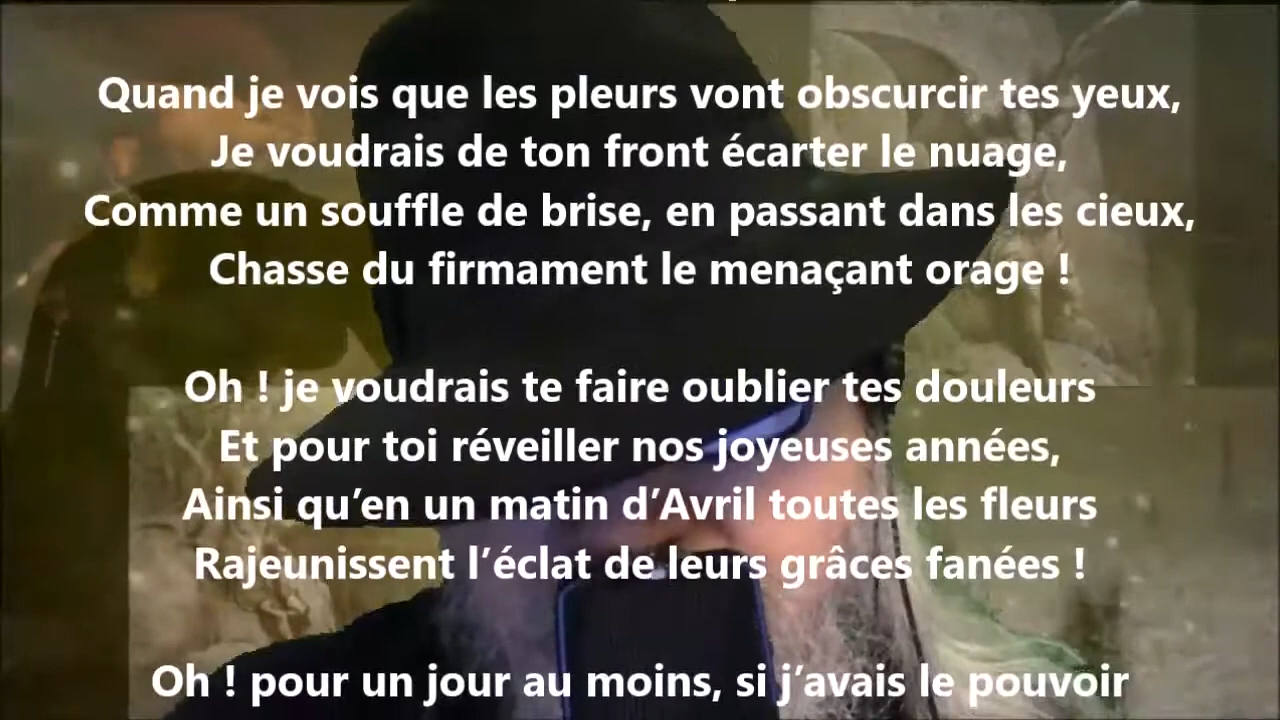 Quand je vois que les pleurs vont obscurcir tes yeux,
Je voudrais de ton front écarter le nuage,
Comme un souffle de brise, en passant dans les cieux,
Chasse du firmament le menaçant orage !
Oh ! je voudrais te faire oublier tes douleurs
Et pour toi réveiller nos joyeuses années,
Ainsi qu’en un matin d’Avril toutes les fleurs
Rajeunissent l’éclat de leurs grâces fanées !
Oh ! pour un jour au moins, si j’avais le pouvoir